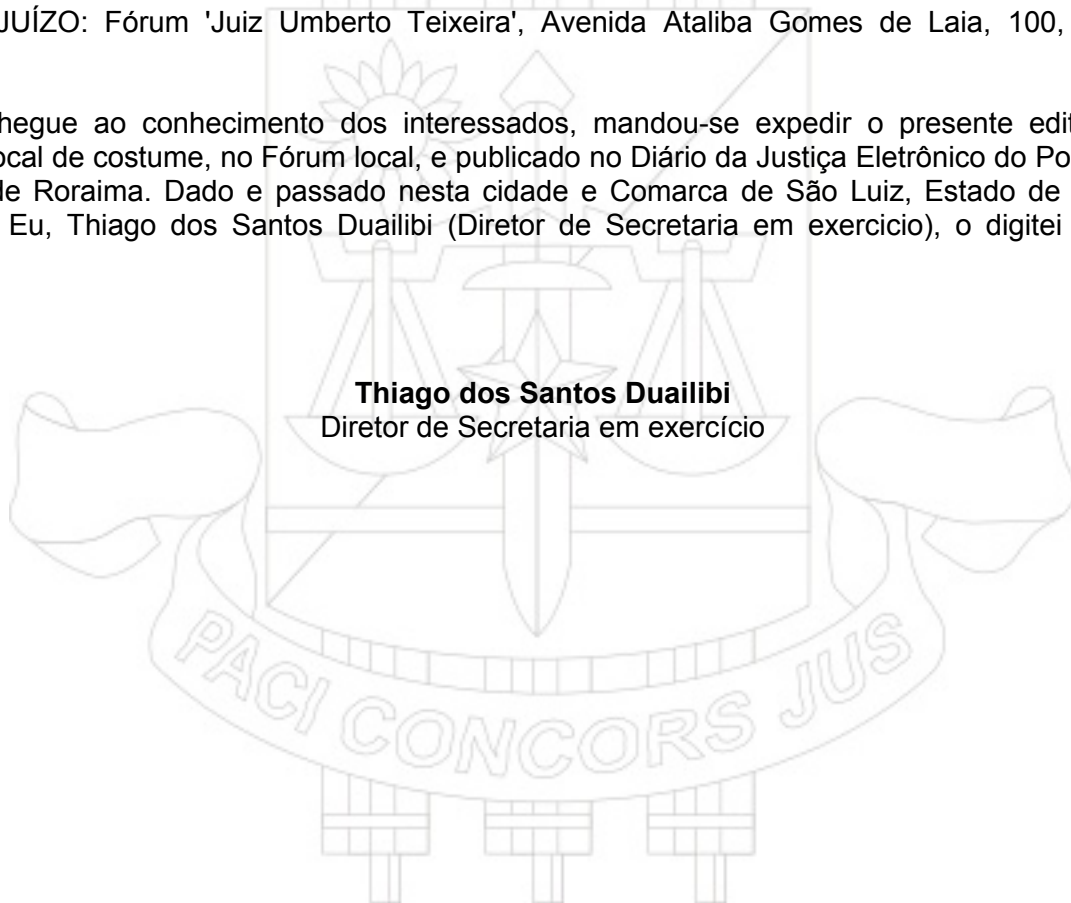 JUÍZO: Fórum 'Juiz Umberto Teixeira', Avenida Ataliba Gomes de Laia, 100,
hegue ao conhecimento dos interessados, mandou-se expedir o presente edit
ocal de costume, no Fórum local, e publicado no Diário da Justiça Eletrônico do Po
de Roraima. Dado e passado nesta cidade e Comarca de São Luiz, Estado de
Eu, Thiago dos Santos Duailibi (Diretor de Secretaria em exercicio), o digitei
Thiago dos Santos Duailibi
Diretor de Secretaria em exercício
PACI CONCORS JUS